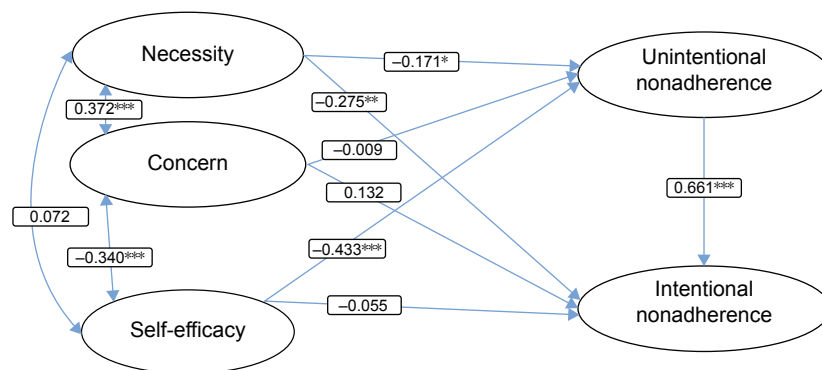 Necessity
–0.171*
Unintentional
nonadherence
–0.275**
0.372***
Concern
–0.009
0.132
0.661***
0.072
–0.433***
–0.340***
Self-efficacy
–0.055
Intentional
nonadherence